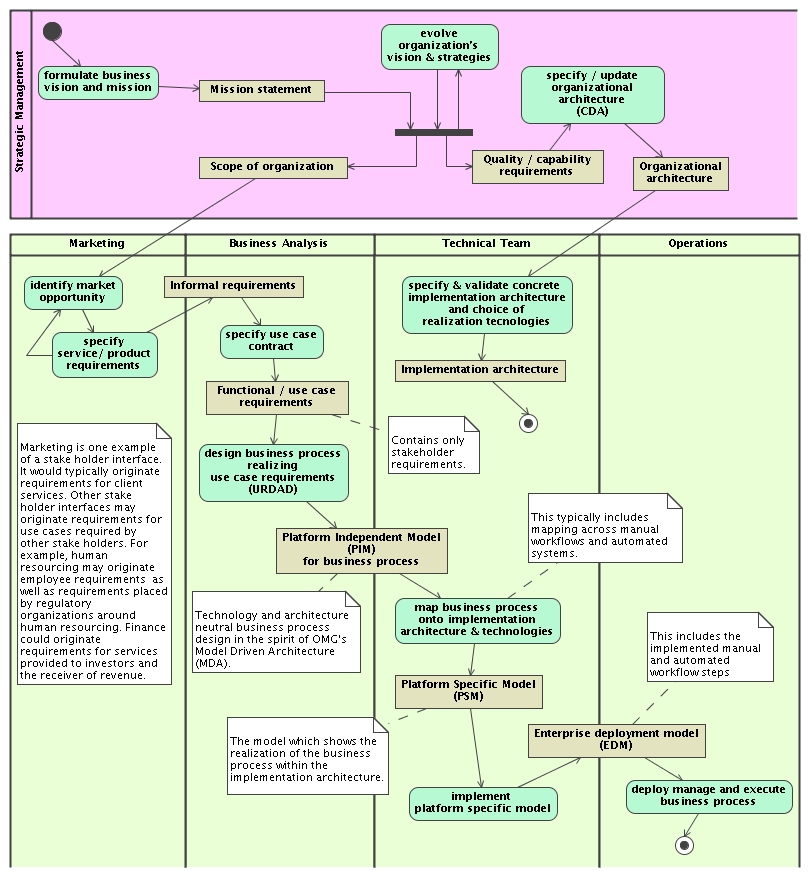 Strategic Management
formulate business
vision and mission
Mission statement
evolve
organization's
vision & strategies
specify / update
organizational
architecture
(CDA)
Scope of organization
Quality / capability
requirements
Organizational
architecture
Marketing
Business Analysis
Technical Team
Operations
identify market
opportunity
specify
service/ product
requirements
Informal requirements
specify use case
contract
Functional / use case
requirements
design business process
realizing
use case requirements
(URDAD)
specify & validate concrete
implementation architecture
and choice of
realization tecnologies
Implementation architecture
Contains only
stakeholder
requirements.
Marketing is one example
of a stake holder interface.
It would typically originate
requirements for client
services. Other stake
holder interfaces may
originate requirements for
use cases required by
other stake holders. For
example, human
resourcing may originate
employee requirements as
well as requirements placed
by regulatory
organizations around
human resourcing. Finance
could originate
requirements for services
provided to investors and
the receiver of revenue.
Platform Independent Model
(PIM)
for business process
This typically includes
mapping across manual
workflows and automated
systems.
Technology and architecture
neutral business process
design in the spirit of OMG's
Model Driven Architecture
(MDA).
map business process
onto implementation
architecture & technologies
This includes the
implemented manual
and automated
workflow steps
Platform Specific Model
(PSM)
The model which shows the
realization of the business
process within the
implementation architecture.
Enterprise deployment model
(EDM)
implement
platform specific model
deploy manage and execute
business process